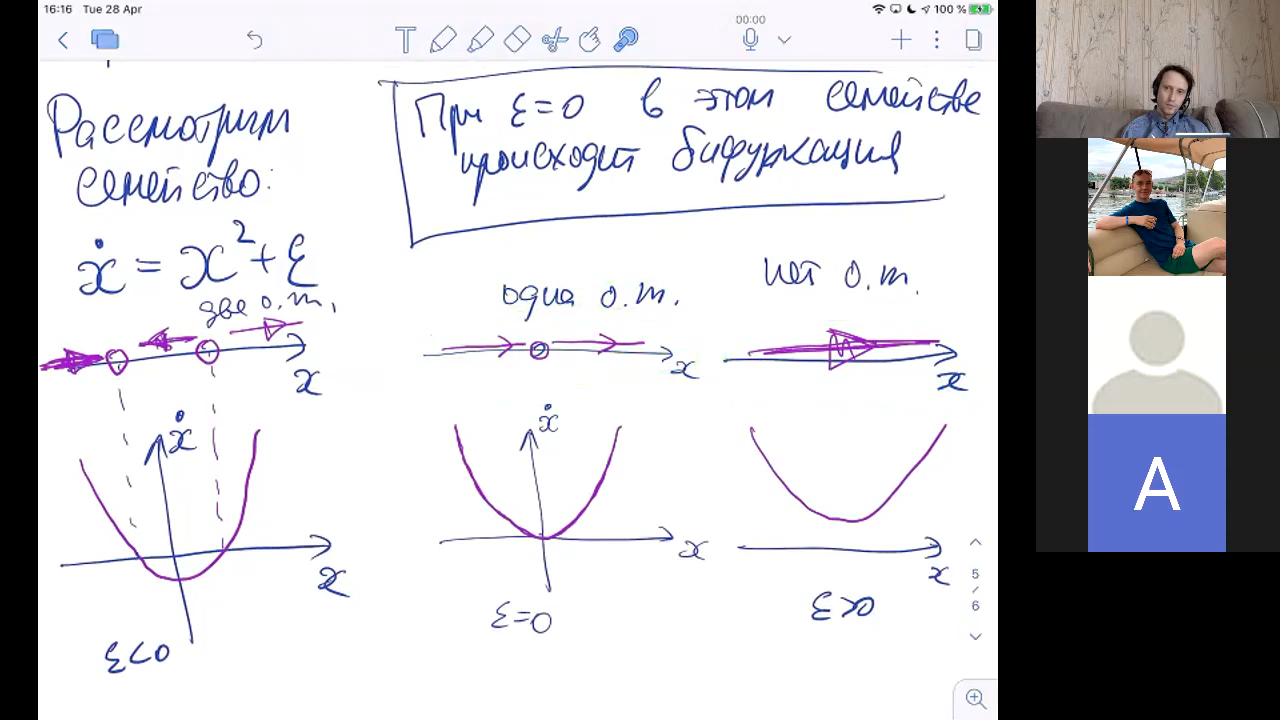 16:16 Tue 28 Apr
100 %
00:00
T
Рассмотрим
семейство:
ẋ = x² + ε
При ε=0 в этом семействе
происходит бифуркация
две о.т.
одна о.т.
нет о.т.
x
x
x
ẋ
ẋ
x
x
x
ε<0
ε=0
ε>0
5
/
6
A